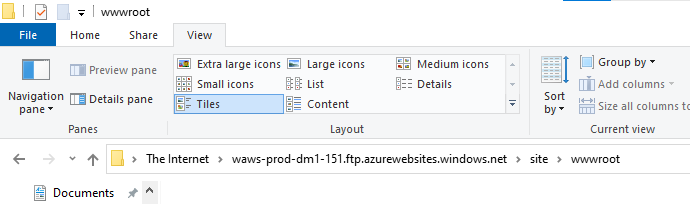 wwwroot
File Home Share View
Extra large icons Large icons Medium icons Group by
Preview pane
Small icons List Details Add columns
Navigation pane Details pane Sort by
Tiles Content Size all columns to
Panes Layout Current view
The Internet > waws-prod-dm1-151.ftp.azurewebsites.windows.net > site > wwwroot
Documents